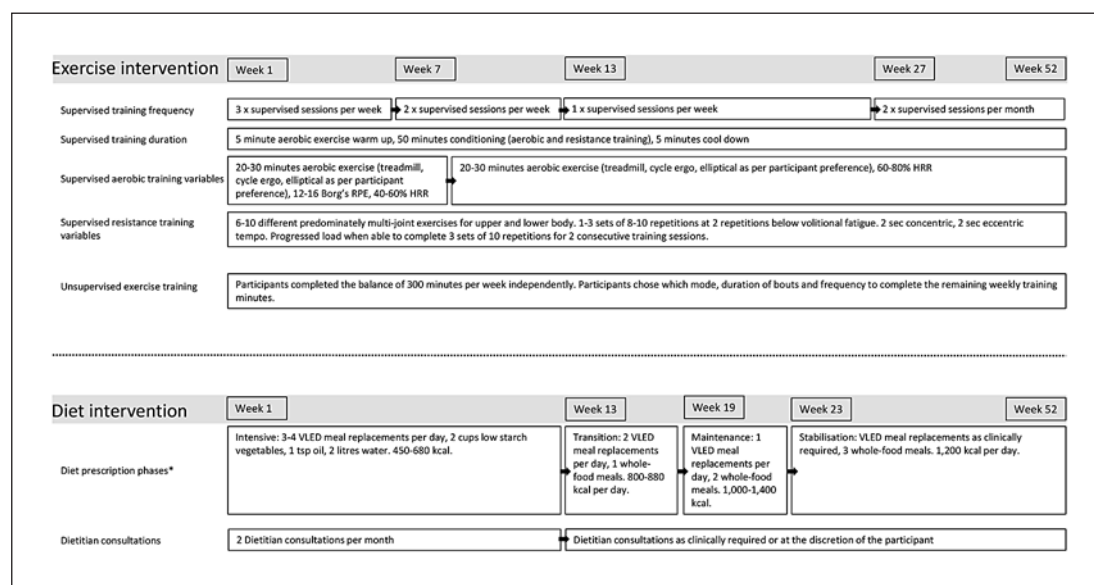 Exercise intervention
Week 1
Week 7
Week 13
Week 27
Week 52
Supervised training frequency
3 x supervised sessions per week
2 x supervised sessions per week
1 x supervised sessions per week
2 x supervised sessions per month
Supervised training duration
5 minute aerobic exercise warm up, 50 minutes conditioning (aerobic and resistance training), 5 minutes cool down
Supervised aerobic training variables
20-30 minutes aerobic exercise (treadmill,
cycle ergo, elliptical as per participant
preference), 12-16 Borg's RPE, 40-60% HRR
20-30 minutes aerobic exercise (treadmill, cycle ergo, elliptical as per participant preference), 60-80% HRR
Supervised resistance training
variables
6-10 different predominately multi-joint exercises for upper and lower body. 1-3 sets of 8-10 repetitions at 2 repetitions below volitional fatigue. 2 sec concentric, 2 sec eccentric
tempo. Progressed load when able to complete 3 sets of 10 repetitions for 2 consecutive training sessions.
Unsupervised exercise training
Participants completed the balance of 300 minutes per week independently. Participants chose which mode, duration of bouts and frequency to complete the remaining weekly training
minutes.
Diet intervention
Week 1
Week 13
Week 19
Week 23
Week 52
Diet prescription phases*
Intensive: 3-4 VLED meal replacements per day, 2 cups low starch
vegetables, 1 tsp oil, 2 litres water. 450-680 kcal.
Transition: 2 VLED
meal replacements
per day, 1 whole-
food meals. 800-880
kcal per day.
Maintenance: 1
VLED meal
replacements per
day, 2 whole-food
meals. 1,000-1,400
kcal.
Stabilisation: VLED meal replacements as clinically
required, 3 whole-food meals. 1,200 kcal per day.
Dietitian consultations
2 Dietitian consultations per month
Dietitian consultations as clinically required or at the discretion of the participant